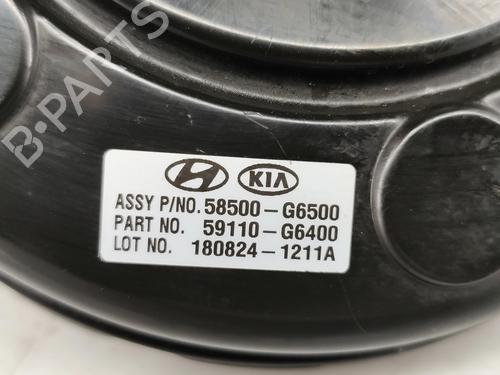 B-PARTS
KIA
ASSY P/NO. 58500-G6500
PART NO. 59110-G6400
LOT NO. 180824-1211A